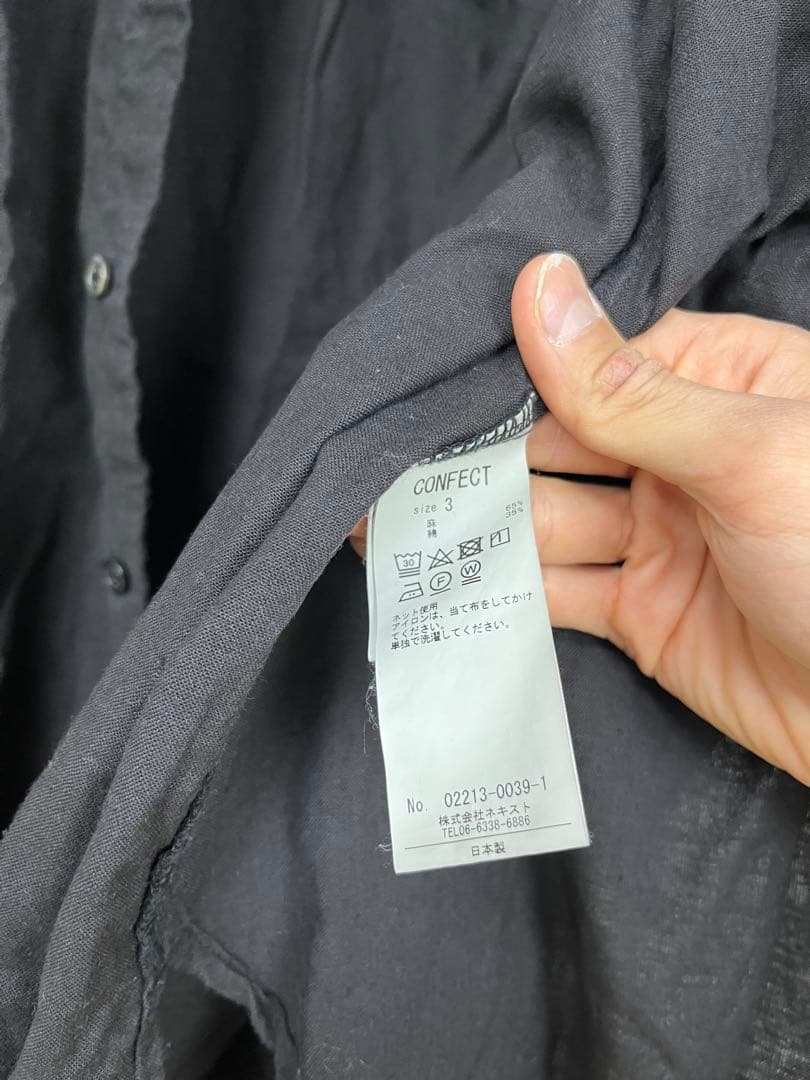 CONFECT
size 3
麻 65%
綿 35%
30
F W
ネット使用
アイロンは、当て布をしてかけ
てください。
単独で洗濯してください。
No. 02213-0039-1
株式会社ネキスト
TEL06-6338-6886
日本製